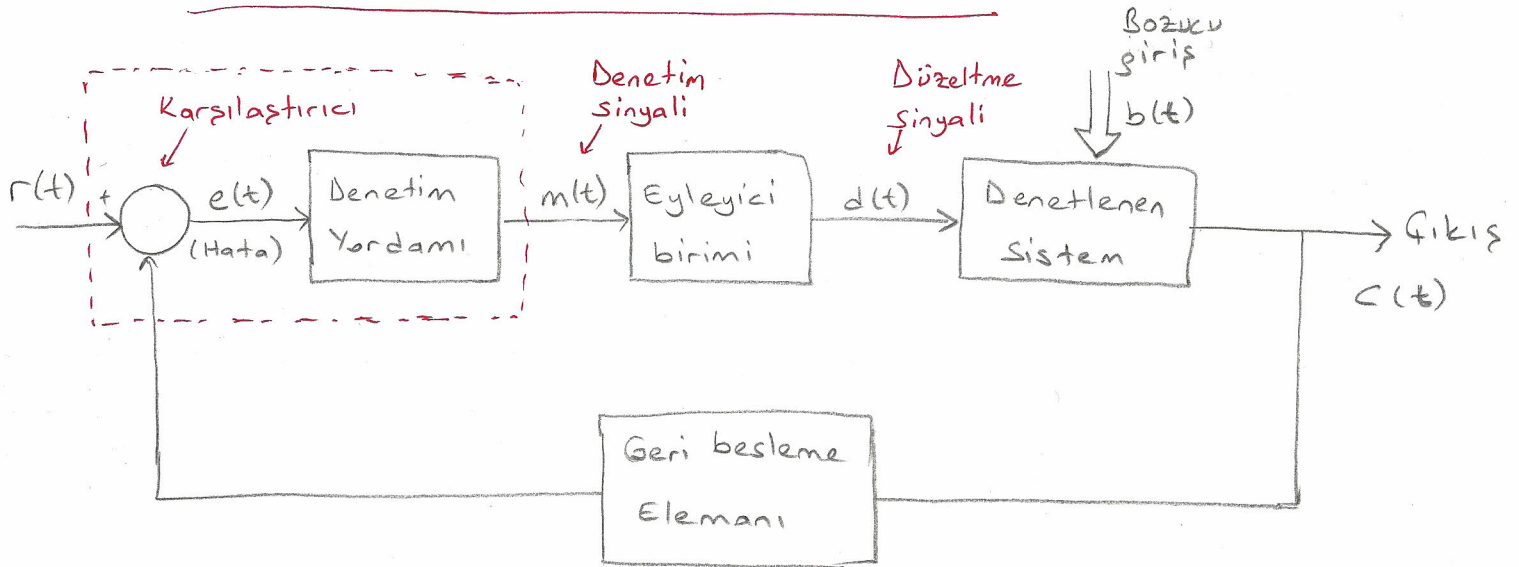 Bozucu
giriş
b(t)
Denetim
sinyali
Düzeltme
sinyali
Karşılaştırıcı
r(t)
+
e(t)
(Hata)
Denetim
Yordamı
m(t)
Eyleyici
birimi
d(t)
Denetlenen
Sistem
Çıkış
C(t)
Geri besleme
Elemanı